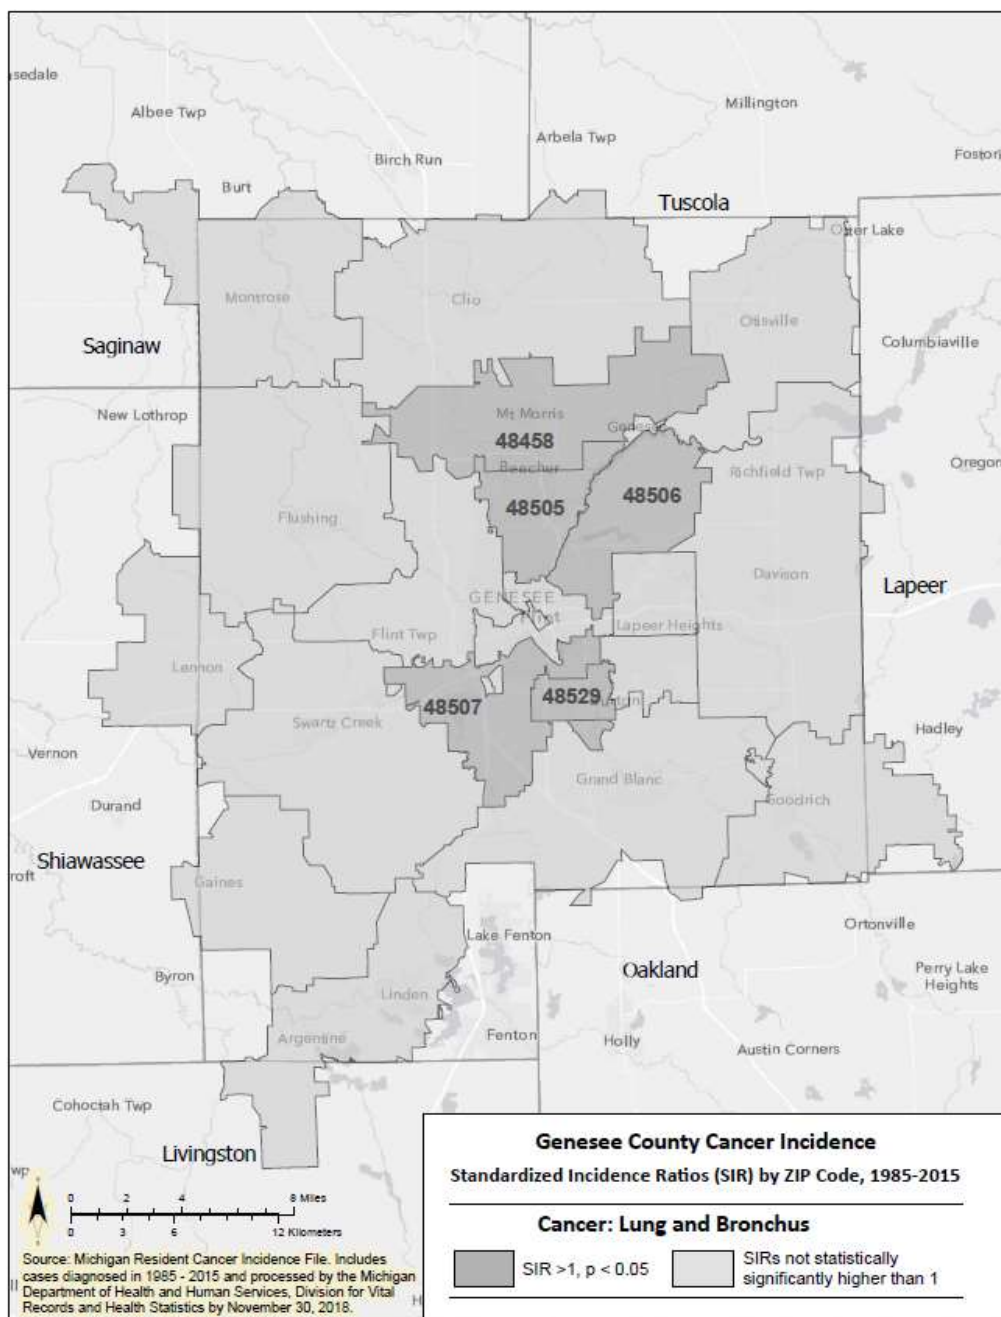 sedale
Albee Twp
Millington
Arbela Twp
Birch Run
Burt
Tuscola
Otter Lake
Montrose
Clio
Otisville
Saginaw
Columbiaville
New Lothrop
Mt Morris
Genesee
48458
Beecher
Richfield Twp
Oregon
48505
48506
Flushing
Davison
Lapeer
GENESEE
Flint
Lapeer Heights
Flint Twp
Lennon
48507
48529
Burton
Swartz Creek
Hadley
Vernon
Grand Blanc
Durand
Goodrich
Shiawassee
roft
Gaines
Ortonville
Lake Fenton
Oakland
Byron
Perry Lake
Heights
Linden
Fenton
Argentine
Holly
Austin Corners
Cohoctah Twp
Livingston
wp
Genesee County Cancer Incidence
Standardized Incidence Ratios (SIR) by ZIP Code, 1985-2015
Cancer: Lung and Bronchus
SIR >1, p < 0.05
SIRs not statistically
significantly higher than 1
0 2 4 8 Miles
0 3 6 12 Kilometers
Source: Michigan Resident Cancer Incidence File. Includes
cases diagnosed in 1985 - 2015 and processed by the Michigan
Department of Health and Human Services, Division for Vital
Records and Health Statistics by November 30, 2018.